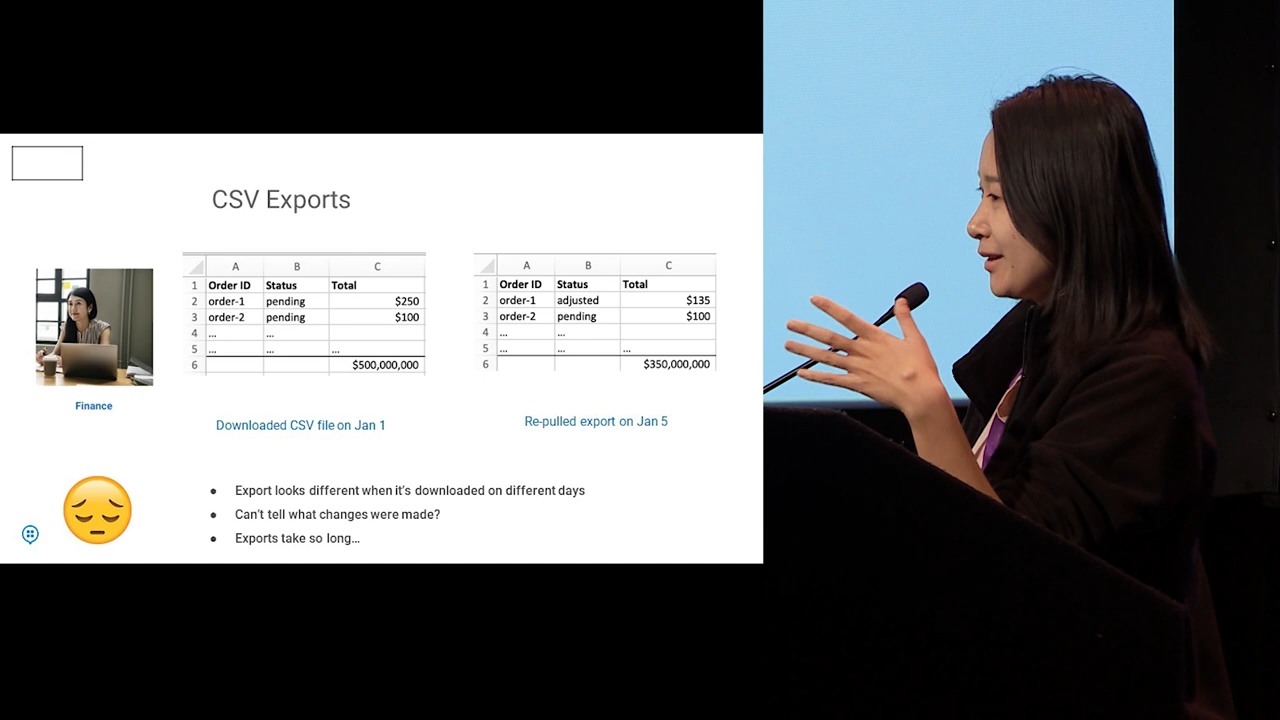 CSV Exports
A B C
1 Order ID Status Total
2 order-1 pending $250
3 order-2 pending $100
4 ... ...
5 ... ... ...
6 $500,000,000
Downloaded CSV file on Jan 1
A B C
1 Order ID Status Total
2 order-1 adjusted $135
3 order-2 pending $100
4 ... ...
5 ... ... ...
6 $350,000,000
Re-pulled export on Jan 5
Finance
● Export looks different when it's downloaded on different days
● Can't tell what changes were made?
● Exports take so long...